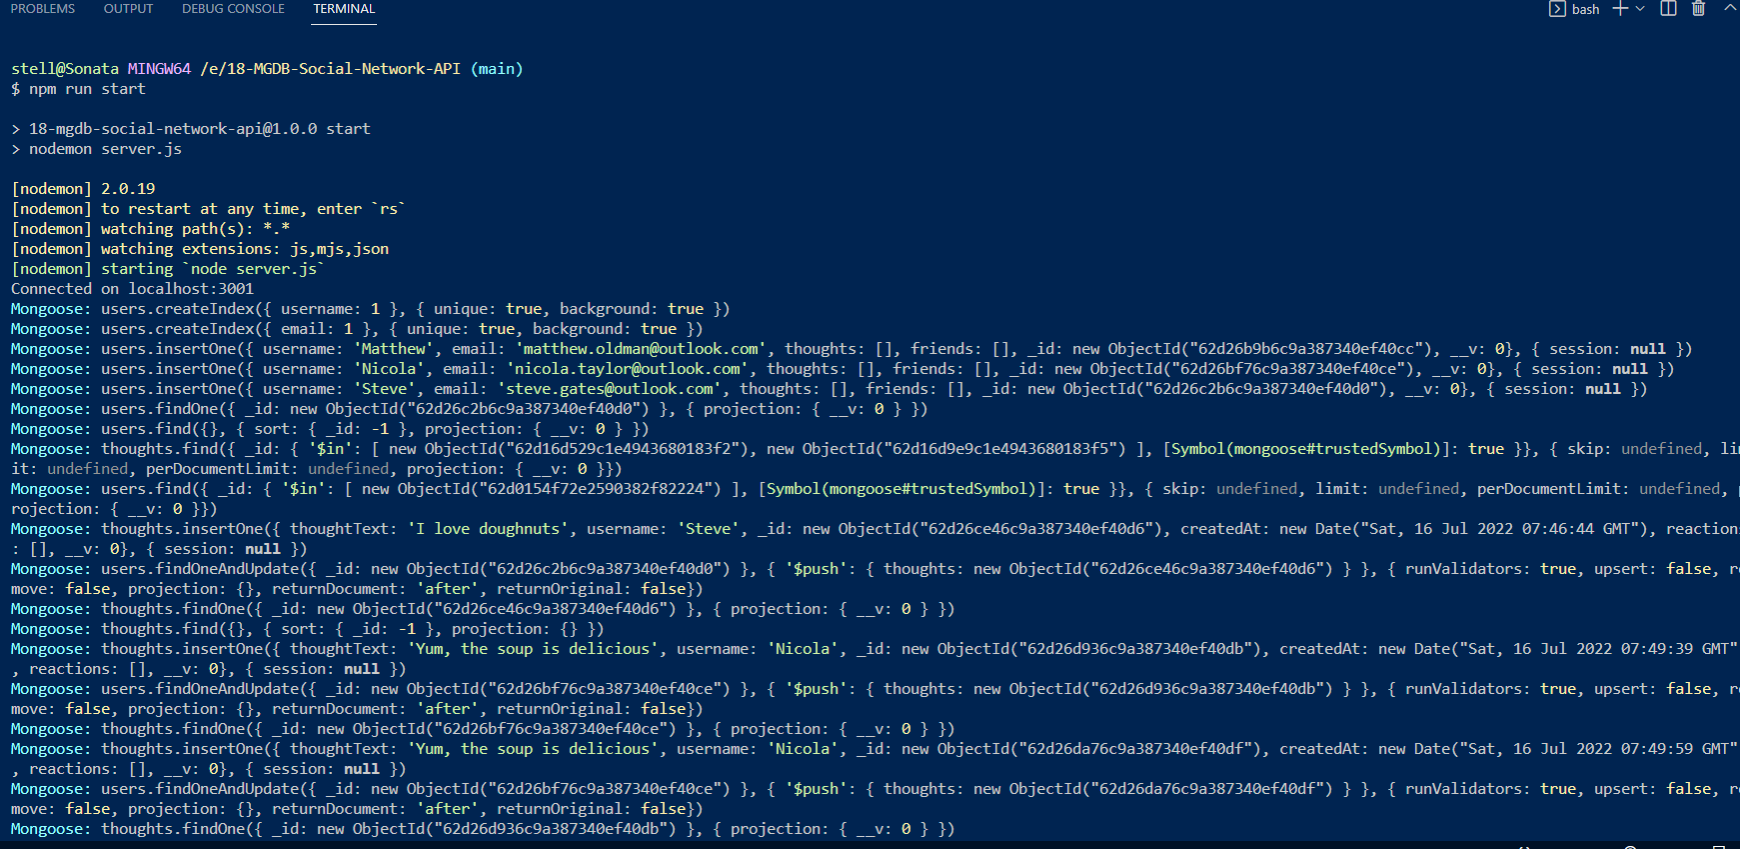 PROBLEMS OUTPUT DEBUG CONSOLE TERMINAL bash
stell@Sonata MINGW64 /e/18-MGDB-Social-Network-API (main)
$ npm run start
> 18-mgdb-social-network-api@1.0.0 start
> nodemon server.js
[nodemon] 2.0.19
[nodemon] to restart at any time, enter `rs`
[nodemon] watching path(s): *.*
[nodemon] watching extensions: js,mjs,json
[nodemon] starting `node server.js`
Connected on localhost:3001
Mongoose: users.createIndex({ username: 1 }, { unique: true, background: true })
Mongoose: users.createIndex({ email: 1 }, { unique: true, background: true })
Mongoose: users.insertOne({ username: 'Matthew', email: 'matthew.oldman@outlook.com', thoughts: [], friends: [], _id: new ObjectId("62d26b9b6c9a387340ef40cc"), __v: 0}, { session: null })
Mongoose: users.insertOne({ username: 'Nicola', email: 'nicola.taylor@outlook.com', thoughts: [], friends: [], _id: new ObjectId("62d26bf76c9a387340ef40ce"), __v: 0}, { session: null })
Mongoose: users.insertOne({ username: 'Steve', email: 'steve.gates@outlook.com', thoughts: [], friends: [], _id: new ObjectId("62d26c2b6c9a387340ef40d0"), __v: 0}, { session: null })
Mongoose: users.findOne({ _id: new ObjectId("62d26c2b6c9a387340ef40d0") }, { projection: { __v: 0 } })
Mongoose: users.find({}, { sort: { _id: -1 }, projection: { __v: 0 } })
Mongoose: thoughts.find({ _id: { '$in': [ new ObjectId("62d16d529c1e4943680183f2"), new ObjectId("62d16d9e9c1e4943680183f5") ], [Symbol(mongoose#trustedSymbol)]: true }}, { skip: undefined, lim
it: undefined, perDocumentLimit: undefined, projection: { __v: 0 }})
Mongoose: users.find({ _id: { '$in': [ new ObjectId("62d0154f72e2590382f82224") ], [Symbol(mongoose#trustedSymbol)]: true }}, { skip: undefined, limit: undefined, perDocumentLimit: undefined, p
rojection: { __v: 0 }})
Mongoose: thoughts.insertOne({ thoughtText: 'I love doughnuts', username: 'Steve', _id: new ObjectId("62d26ce46c9a387340ef40d6"), createdAt: new Date("Sat, 16 Jul 2022 07:46:44 GMT"), reactions
: [], __v: 0}, { session: null })
Mongoose: users.findOneAndUpdate({ _id: new ObjectId("62d26c2b6c9a387340ef40d0") }, { '$push': { thoughts: new ObjectId("62d26ce46c9a387340ef40d6") } }, { runValidators: true, upsert: false, re
move: false, projection: {}, returnDocument: 'after', returnOriginal: false})
Mongoose: thoughts.findOne({ _id: new ObjectId("62d26ce46c9a387340ef40d6") }, { projection: { __v: 0 } })
Mongoose: thoughts.find({}, { sort: { _id: -1 }, projection: {} })
Mongoose: thoughts.insertOne({ thoughtText: 'Yum, the soup is delicious', username: 'Nicola', _id: new ObjectId("62d26d936c9a387340ef40db"), createdAt: new Date("Sat, 16 Jul 2022 07:49:39 GMT"
, reactions: [], __v: 0}, { session: null })
Mongoose: users.findOneAndUpdate({ _id: new ObjectId("62d26bf76c9a387340ef40ce") }, { '$push': { thoughts: new ObjectId("62d26d936c9a387340ef40db") } }, { runValidators: true, upsert: false, re
move: false, projection: {}, returnDocument: 'after', returnOriginal: false})
Mongoose: thoughts.findOne({ _id: new ObjectId("62d26bf76c9a387340ef40ce") }, { projection: { __v: 0 } })
Mongoose: thoughts.insertOne({ thoughtText: 'Yum, the soup is delicious', username: 'Nicola', _id: new ObjectId("62d26da76c9a387340ef40df"), createdAt: new Date("Sat, 16 Jul 2022 07:49:59 GMT"
, reactions: [], __v: 0}, { session: null })
Mongoose: users.findOneAndUpdate({ _id: new ObjectId("62d26bf76c9a387340ef40ce") }, { '$push': { thoughts: new ObjectId("62d26da76c9a387340ef40df") } }, { runValidators: true, upsert: false, re
move: false, projection: {}, returnDocument: 'after', returnOriginal: false})
Mongoose: thoughts.findOne({ _id: new ObjectId("62d26d936c9a387340ef40db") }, { projection: { __v: 0 } })